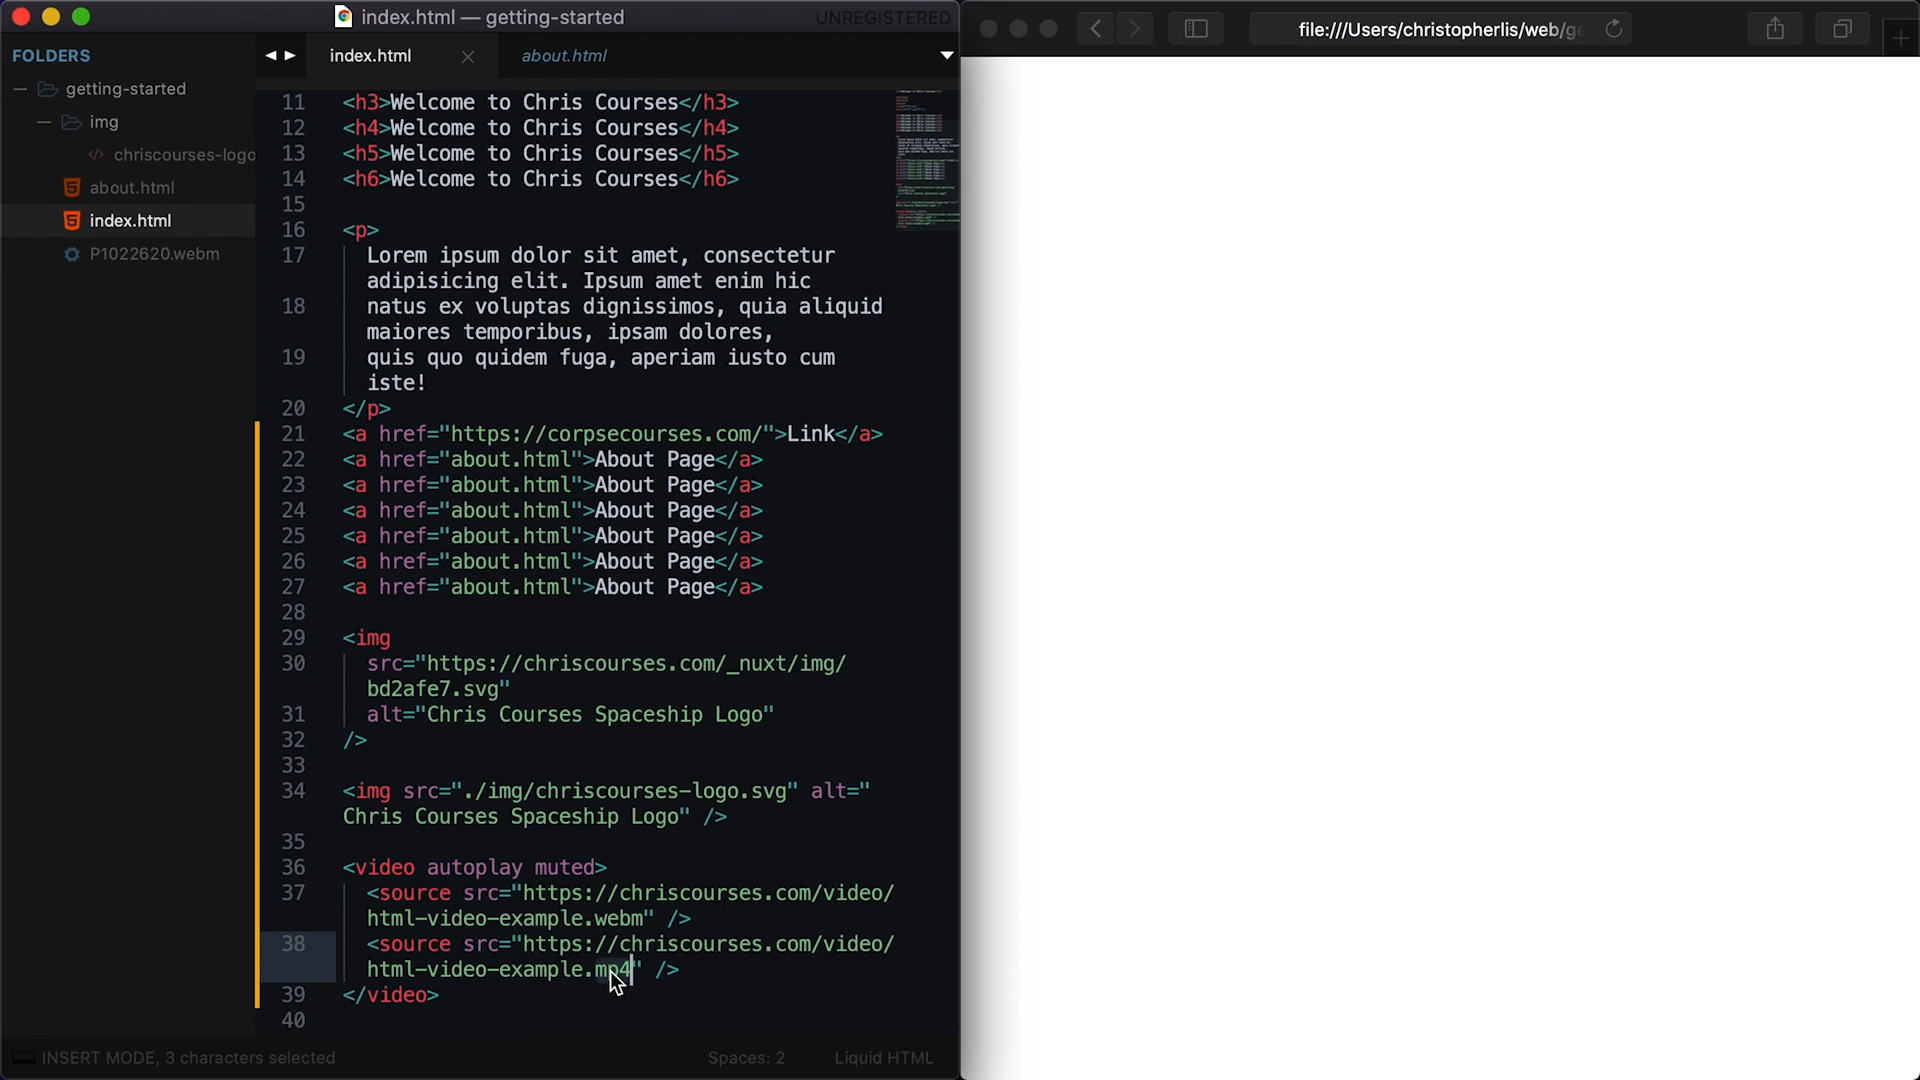 index.html — getting-started
UNREGISTERED
file:///Users/christopherlis/web/ge
FOLDERS
getting-started
img
chriscourses-logo
about.html
index.html
P1022620.webm
index.html
about.html
11 <h3>Welcome to Chris Courses</h3>
12 <h4>Welcome to Chris Courses</h4>
13 <h5>Welcome to Chris Courses</h5>
14 <h6>Welcome to Chris Courses</h6>
15
16 <p>
17 Lorem ipsum dolor sit amet, consectetur
adipisicing elit. Ipsum amet enim hic
18 natus ex voluptas dignissimos, quia aliquid
maiores temporibus, ipsam dolores,
19 quis quo quidem fuga, aperiam iusto cum
iste!
20 </p>
21 <a href="https://corpsecourses.com/">Link</a>
22 <a href="about.html">About Page</a>
23 <a href="about.html">About Page</a>
24 <a href="about.html">About Page</a>
25 <a href="about.html">About Page</a>
26 <a href="about.html">About Page</a>
27 <a href="about.html">About Page</a>
28
29 <img
30 src="https://chriscourses.com/_nuxt/img/
bd2afe7.svg"
31 alt="Chris Courses Spaceship Logo"
32 />
33
34 <img src="./img/chriscourses-logo.svg" alt="
Chris Courses Spaceship Logo" />
35
36 <video autoplay muted>
37 <source src="https://chriscourses.com/video/
html-video-example.webm" />
38 <source src="https://chriscourses.com/video/
html-video-example.mp4" />
39 </video>
40
INSERT MODE, 3 characters selected
Spaces: 2
Liquid HTML